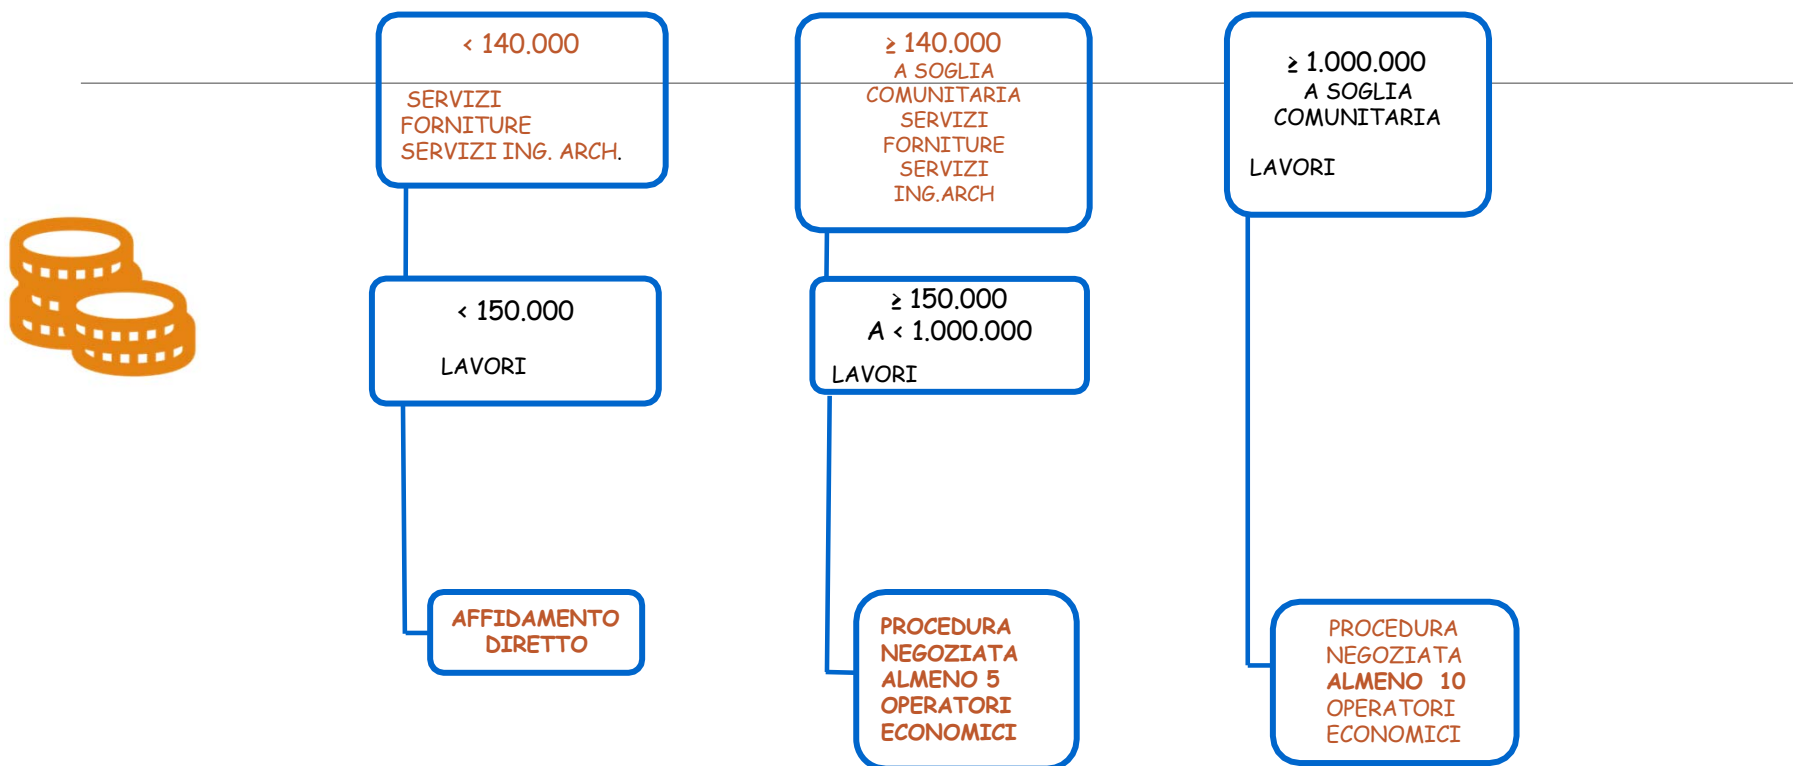 < 140.000
SERVIZI
FORNITURE
SERVIZI ING. ARCH.
< 150.000
LAVORI
AFFIDAMENTO
DIRETTO
≥ 140.000
A SOGLIA
COMUNITARIA
SERVIZI
FORNITURE
SERVIZI
ING.ARCH
≥ 150.000
A < 1.000.000
LAVORI
PROCEDURA
NEGOZIATA
ALMENO 5
OPERATORI
ECONOMICI
≥ 1.000.000
A SOGLIA
COMUNITARIA
LAVORI
PROCEDURA
NEGOZIATA
ALMENO 10
OPERATORI
ECONOMICI